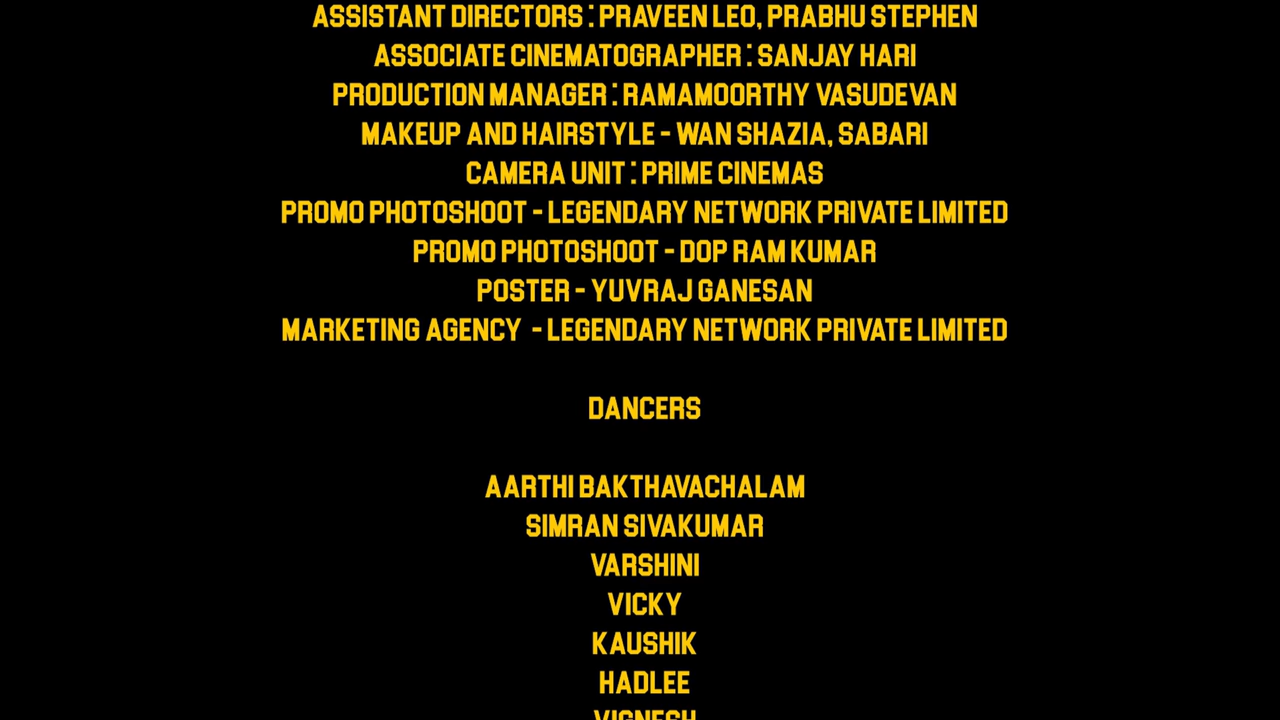 ASSISTANT DIRECTORS : PRAVEEN LEO, PRABHU STEPHEN
ASSOCIATE CINEMATOGRAPHER : SANJAY HARI
PRODUCTION MANAGER : RAMAMOORTHY VASUDEVAN
MAKEUP AND HAIRSTYLE - WAN SHAZIA, SABARI
CAMERA UNIT : PRIME CINEMAS
PROMO PHOTOSHOOT - LEGENDARY NETWORK PRIVATE LIMITED
PROMO PHOTOSHOOT - DOP RAM KUMAR
POSTER - YUVRAJ GANESAN
MARKETING AGENCY - LEGENDARY NETWORK PRIVATE LIMITED
DANCERS
AARTHI BAKTHAVACHALAM
SIMRAN SIVAKUMAR
VARSHINI
VICKY
KAUSHIK
HADLEE
VIGNESH